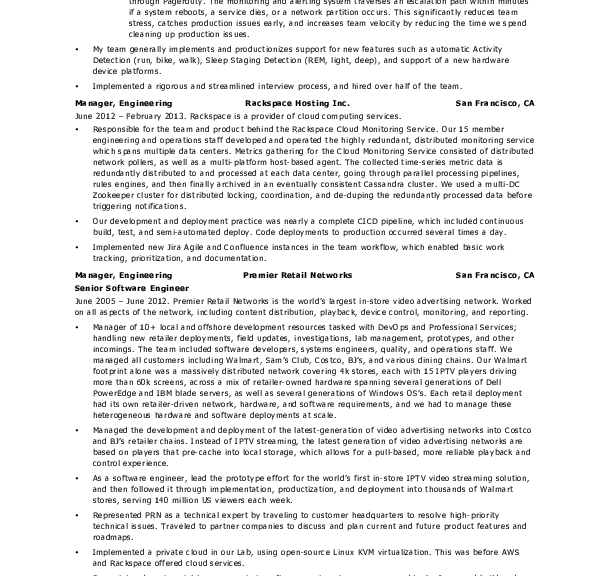 through PagerDuty. The monitoring and alerting system traverses an escalation path within minutes
if a system reboots, a service dies, or a network partition occurs. This significantly reduces team
stress, catches production issues early, and increases team velocity by reducing the time we spend
cleaning up production issues.
• My team generally implements and productionizes support for new features such as automatic Activity
Detection (run, bike, walk), Sleep Staging Detection (REM, light, deep), and support of a new hardware
device platforms.
• Implemented a rigorous and streamlined interview process, and hired over half of the team.
Manager, Engineering Rackspace Hosting Inc. San Francisco, CA
June 2012 – February 2013. Rackspace is a provider of cloud computing services.
• Responsible for the team and product behind the Rackspace Cloud Monitoring Service. Our 15 member
engineering and operations staff developed and operated the highly redundant, distributed monitoring service
which spans multiple data centers. Metrics gathering for the Cloud Monitoring Service consisted of distributed
network pollers, as well as a multi-platform host-based agent. The collected time-series metric data is
redundantly distributed to and processed at each data center, going through parallel processing pipelines,
rules engines, and then finally archived in an eventually consistent Cassandra cluster. We used a multi-DC
Zookeeper cluster for distributed locking, coordination, and de-duping the redundantly processed data before
triggering notifications.
• Our development and deployment practice was nearly a complete CICD pipeline, which included continuous
build, test, and semi-automated deploy. Code deployments to production occurred several times a day.
• Implemented new Jira Agile and Confluence instances in the team workflow, which enabled basic work
tracking, prioritization, and documentation.
Manager, Engineering Premier Retail Networks San Francisco, CA
Senior Software Engineer
June 2005 – June 2012. Premier Retail Networks is the world's largest in-store video advertising network. Worked
on all aspects of the network, including content distribution, playback, device control, monitoring, and reporting.
• Manager of 10+ local and offshore development resources tasked with DevOps and Professional Services;
handling new retailer deployments, field updates, investigations, lab management, prototypes, and other
incomings. The team included software developers, systems engineers, quality, and operations staff. We
managed all customers including Walmart, Sam's Club, Costco, BJ's, and various dining chains. Our Walmart
footprint alone was a massively distributed network covering 4k stores, each with 15 IPTV players driving
more than 60k screens, across a mix of retailer-owned hardware spanning several generations of Dell
PowerEdge and IBM blade servers, as well as several generations of Windows OS's. Each retail deployment
had its own retailer-driven network, hardware, and software requirements, and we had to manage these
heterogeneous hardware and software deployments at scale.
• Managed the development and deployment of the latest-generation of video advertising networks into Costco
and BJ's retailer chains. Instead of IPTV streaming, the latest generation of video advertising networks are
based on players that pre-cache into local storage, which allows for a pull-based, more reliable playback and
control experience.
• As a software engineer, lead the prototype effort for the world's first in-store IPTV video streaming solution,
and then followed it through implementation, productization, and deployment into thousands of Walmart
stores, serving 140 million US viewers each week.
• Represented PRN as a technical expert by traveling to customer headquarters to resolve high-priority
technical issues. Traveled to partner companies to discuss and plan current and future product features and
roadmaps.
• Implemented a private cloud in our Lab, using open-source Linux KVM virtualization. This was before AWS
and Rackspace offered cloud services.